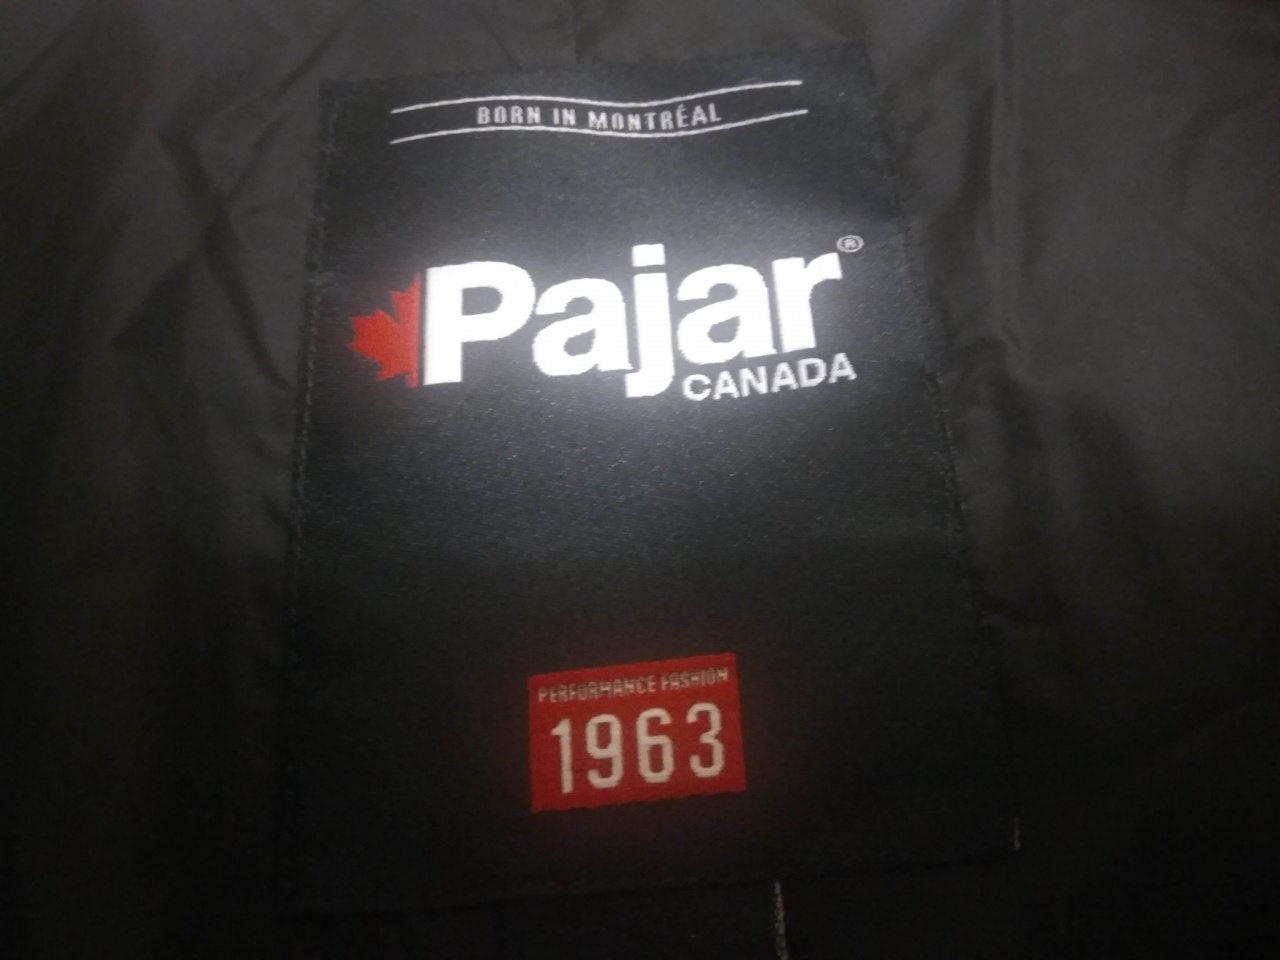 BORN IN MONTRÉAL
Pajar®
CANADA
PERFORMANCE FASHION
1963